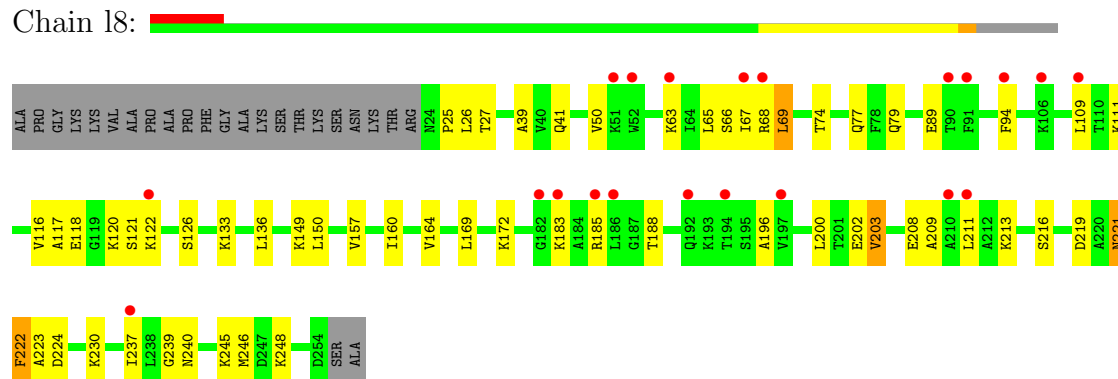 Chain l8:
ALA PRO GLY LYS LYS VAL ALA PRO ALA PRO PHE GLY ALA LYS SER THR LYS SER ASN LYS THR ARG N24 P25 L26 T27 A39 V40 Q41 V50 K51 W52 K63 I64 L65 S66 I67 R68 L69 T74 Q77 F78 Q79 E89 T90 F91 F94 K106 L109 T110 K111
V116 A117 E118 G119 K120 S121 K122 S126 K133 L136 K149 L150 V157 I160 V164 L169 K172 G182 K183 A184 R185 L186 G187 T188 Q192 K193 T194 S195 A196 V197 L200 T201 E202 V203 E208 A209 A210 L211 A212 K213 S216 D219 A220 N221
F222 A223 D224 K230 I237 L238 G239 N240 K245 M246 D247 K248 D254 SER ALA